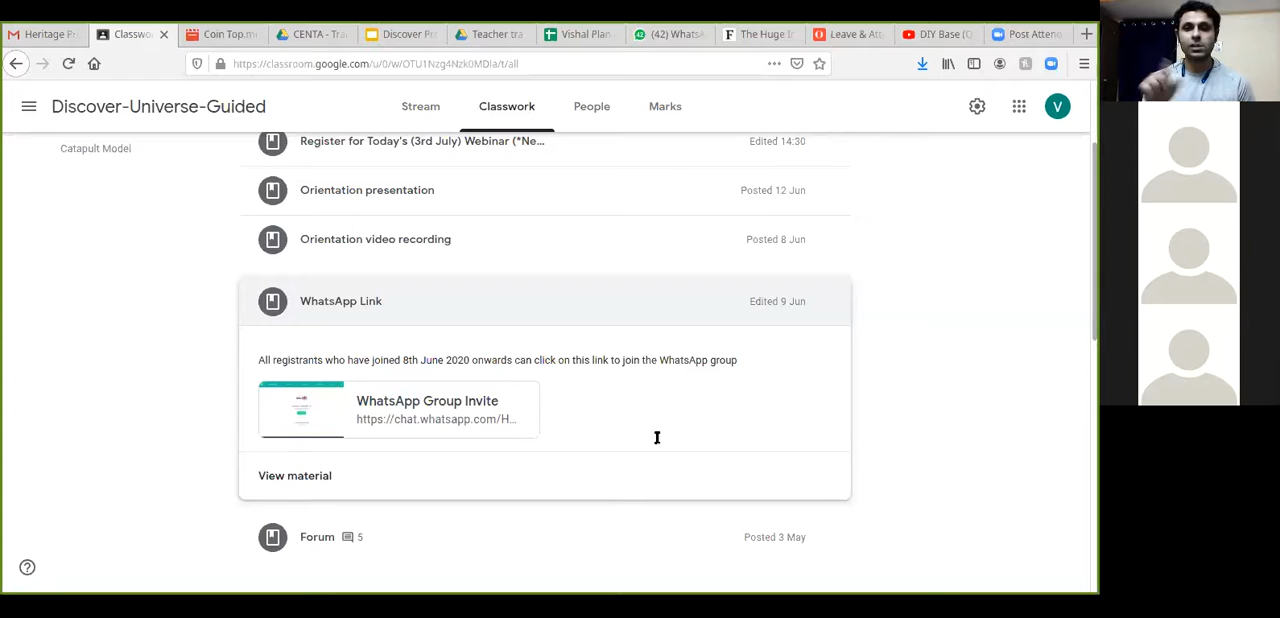 Heritage Pr
Classwo
Coin Top.m
CENTA - Tra
Discover Pr
Teacher tra
Vishal Plan
(42) Whats
The Huge I
Leave & Att
DIY Base (
Post Atten
https://classroom.google.com/u/0/w/OTU1Nzg4Nzk0MDla/t/all
Discover-Universe-Guided
Stream
Classwork
People
Marks
V
Catapult Model
Register for Today's (3rd July) Webinar (*Ne...
Edited 14:30
Orientation presentation
Posted 12 Jun
Orientation video recording
Posted 8 Jun
WhatsApp Link
Edited 9 Jun
All registrants who have joined 8th June 2020 onwards can click on this link to join the WhatsApp group
WhatsApp Group Invite
https://chat.whatsapp.com/H...
View material
Forum
5
Posted 3 May